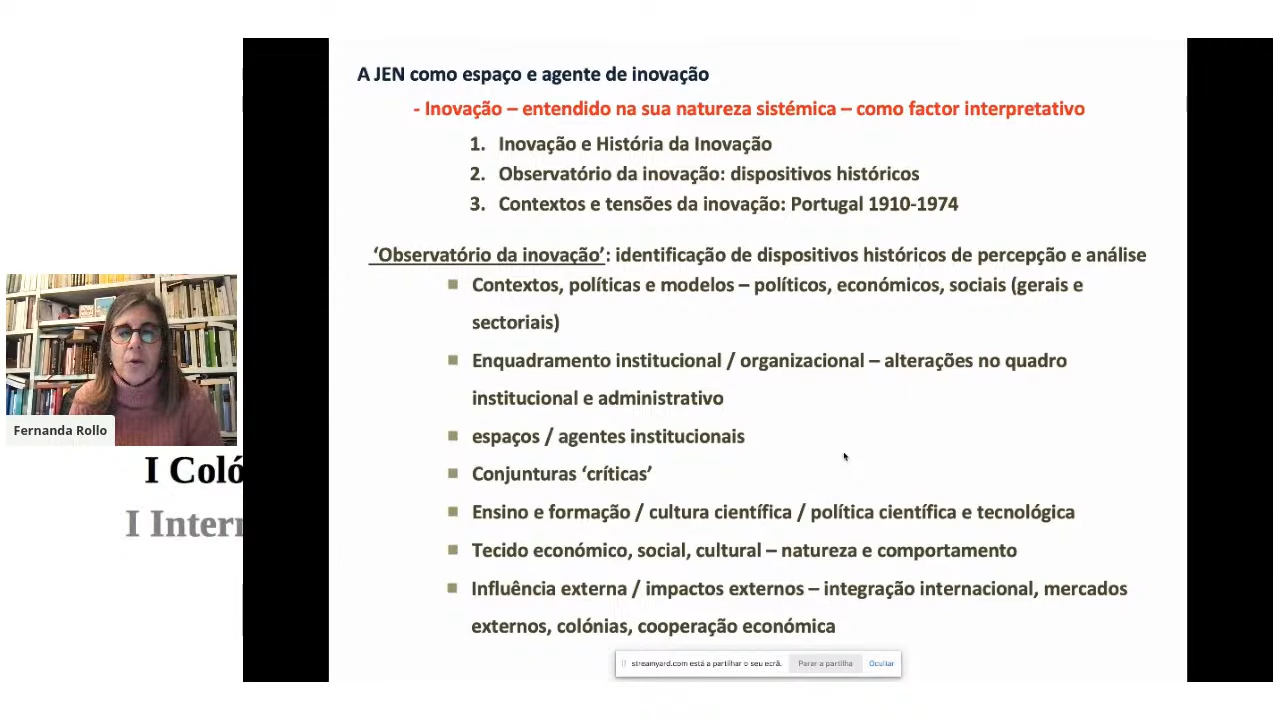 A JEN como espaço e agente de inovação
- Inovação – entendido na sua natureza sistémica – como factor interpretativo
1. Inovação e História da Inovação
2. Observatório da inovação: dispositivos históricos
3. Contextos e tensões da inovação: Portugal 1910-1974
‘Observatório da inovação’: identificação de dispositivos históricos de percepção e análise
Contextos, políticas e modelos – políticos, económicos, sociais (gerais e
sectoriais)
Enquadramento institucional / organizacional – alterações no quadro
institucional e administrativo
espaços / agentes institucionais
Conjunturas ‘críticas’
Ensino e formação / cultura científica / política científica e tecnológica
Tecido económico, social, cultural – natureza e comportamento
Influência externa / impactos externos – integração internacional, mercados
externos, colónias, cooperação económica
streamyard.com está a partilhar o seu ecrã. Parar a partilha Ocultar
Fernanda Rollo
I Coló
I Intern